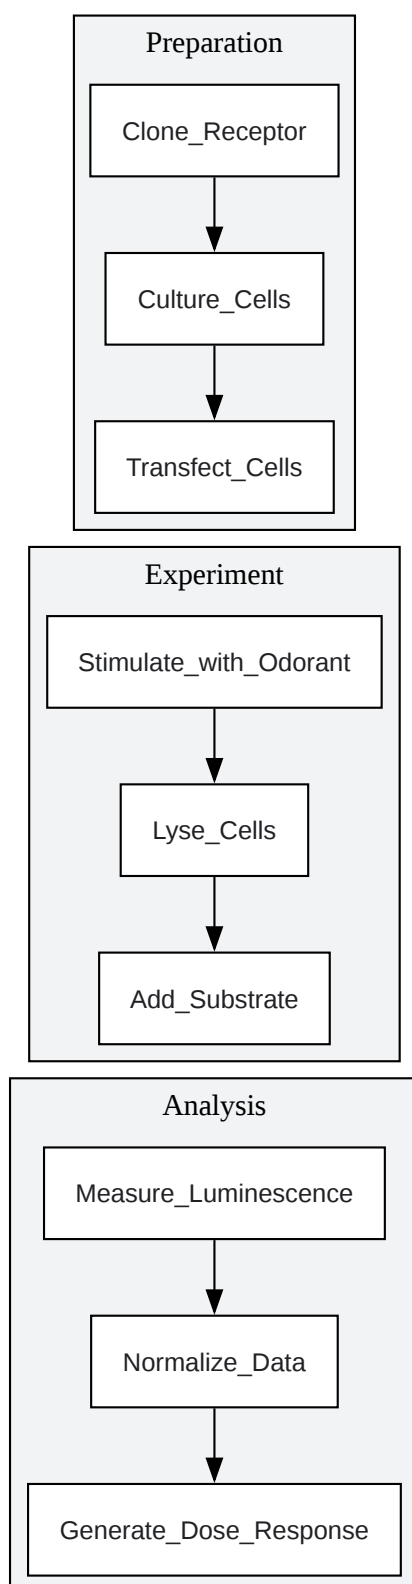 Preparation
Clone_Receptor
Culture_Cells
Transfect_Cells
Experiment
Stimulate_with_Odorant
Lyse_Cells
Add_Substrate
Analysis
Measure_Luminescence
Normalize_Data
Generate_Dose_Response